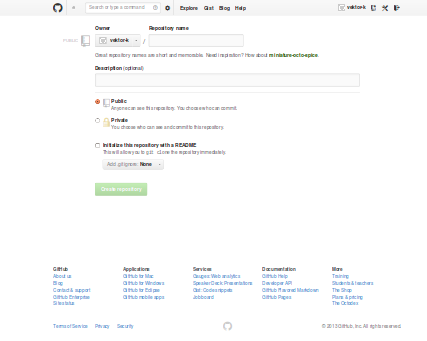 Search or type a command
Explore Gist Blog Help
vektor-k
Owner Repository name
PUBLIC vektor-k /
Great repository names are short and memorable. Need inspiration? How about miniature-octo-spice.
Description (optional)
Public
Anyone can see this repository. You choose who can commit.
Private
You choose who can see and commit to this repository.
Initialize this repository with a README
This will allow you to git clone the repository immediately.
Add .gitignore: None
Create repository
GitHub Applications Services Documentation More
About us GitHub for Mac Gauges: Web analytics GitHub Help Training
Blog GitHub for Windows Speaker Deck: Presentations Developer API Students & teachers
Contact & support GitHub for Eclipse Gist: Code snippets GitHub Flavored Markdown The Shop
GitHub Enterprise GitHub mobile apps Job board GitHub Pages Plans & pricing
Site status The Octodex
Terms of Service Privacy Security © 2013 GitHub, Inc. All rights reserved.